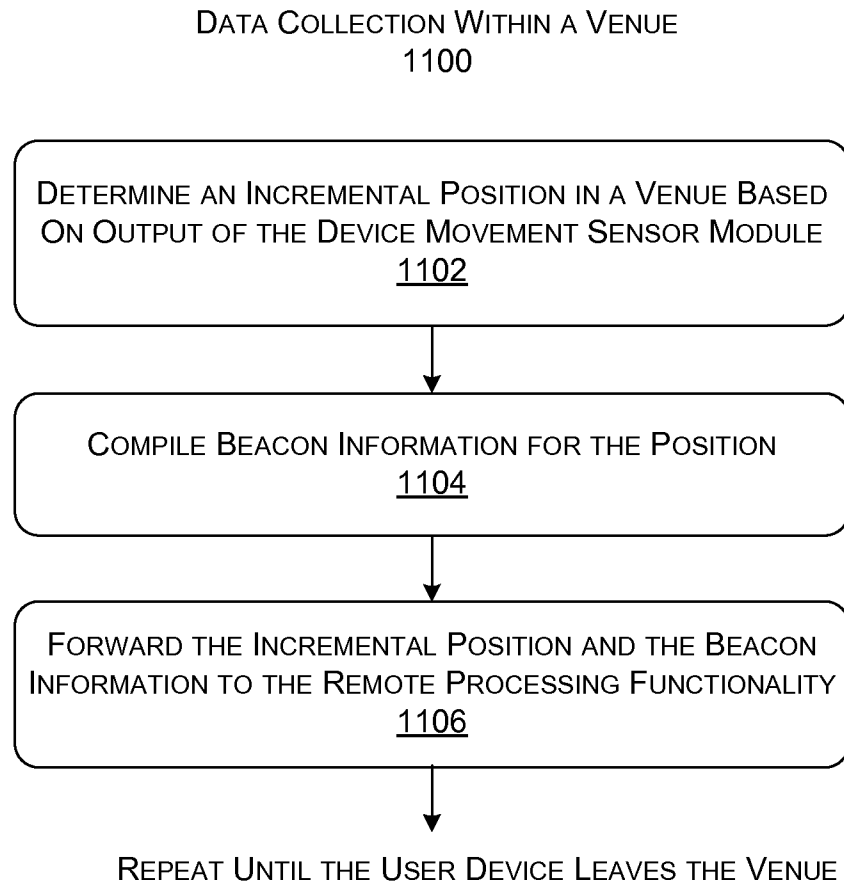 DATA COLLECTION WITHIN A VENUE
1100
DETERMINE AN INCREMENTAL POSITION IN A VENUE BASED
ON OUTPUT OF THE DEVICE MOVEMENT SENSOR MODULE
1102
COMPILE BEACON INFORMATION FOR THE POSITION
1104
FORWARD THE INCREMENTAL POSITION AND THE BEACON
INFORMATION TO THE REMOTE PROCESSING FUNCTIONALITY
1106
REPEAT UNTIL THE USER DEVICE LEAVES THE VENUE